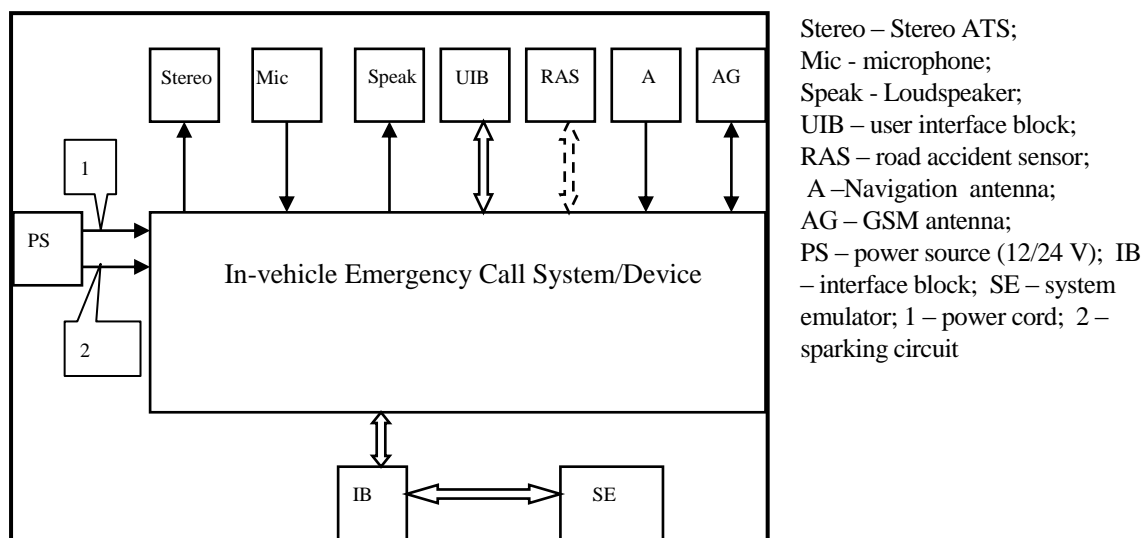 Stereo
Mic
Speak
UIB
RAS
A
AG
1
PS
2
In-vehicle Emergency Call System/Device
IB
SE
Stereo – Stereo ATS;
Mic - microphone;
Speak - Loudspeaker;
UIB – user interface block;
RAS – road accident sensor;
A –Navigation antenna;
AG – GSM antenna;
PS – power source (12/24 V); IB
– interface block; SE – system
emulator; 1 – power cord; 2 –
sparking circuit